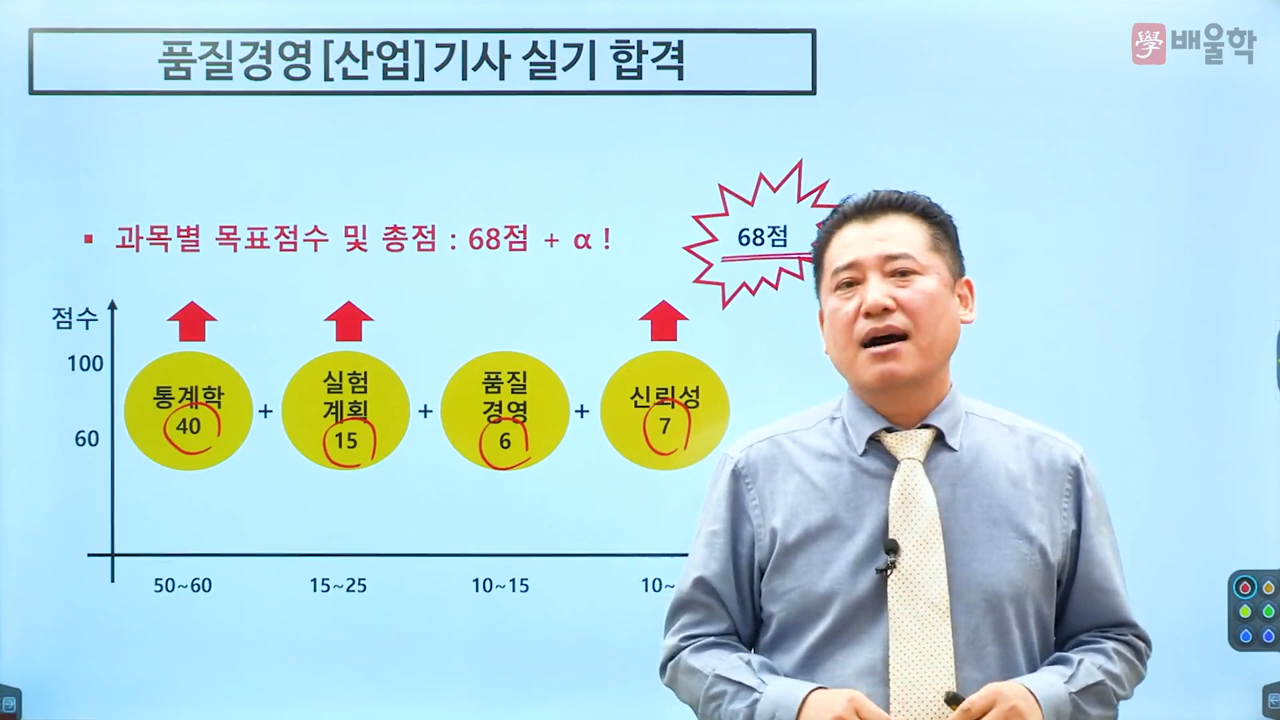 품질경영[산업]기사 실기 합격
學 배울학
▪ 과목별 목표점수 및 총점 : 68점 + α !
68점
점수
100
60
통계학
40
+
실험
계획
15
+
품질
경영
6
+
신뢰성
7
50~60
15~25
10~15
10~